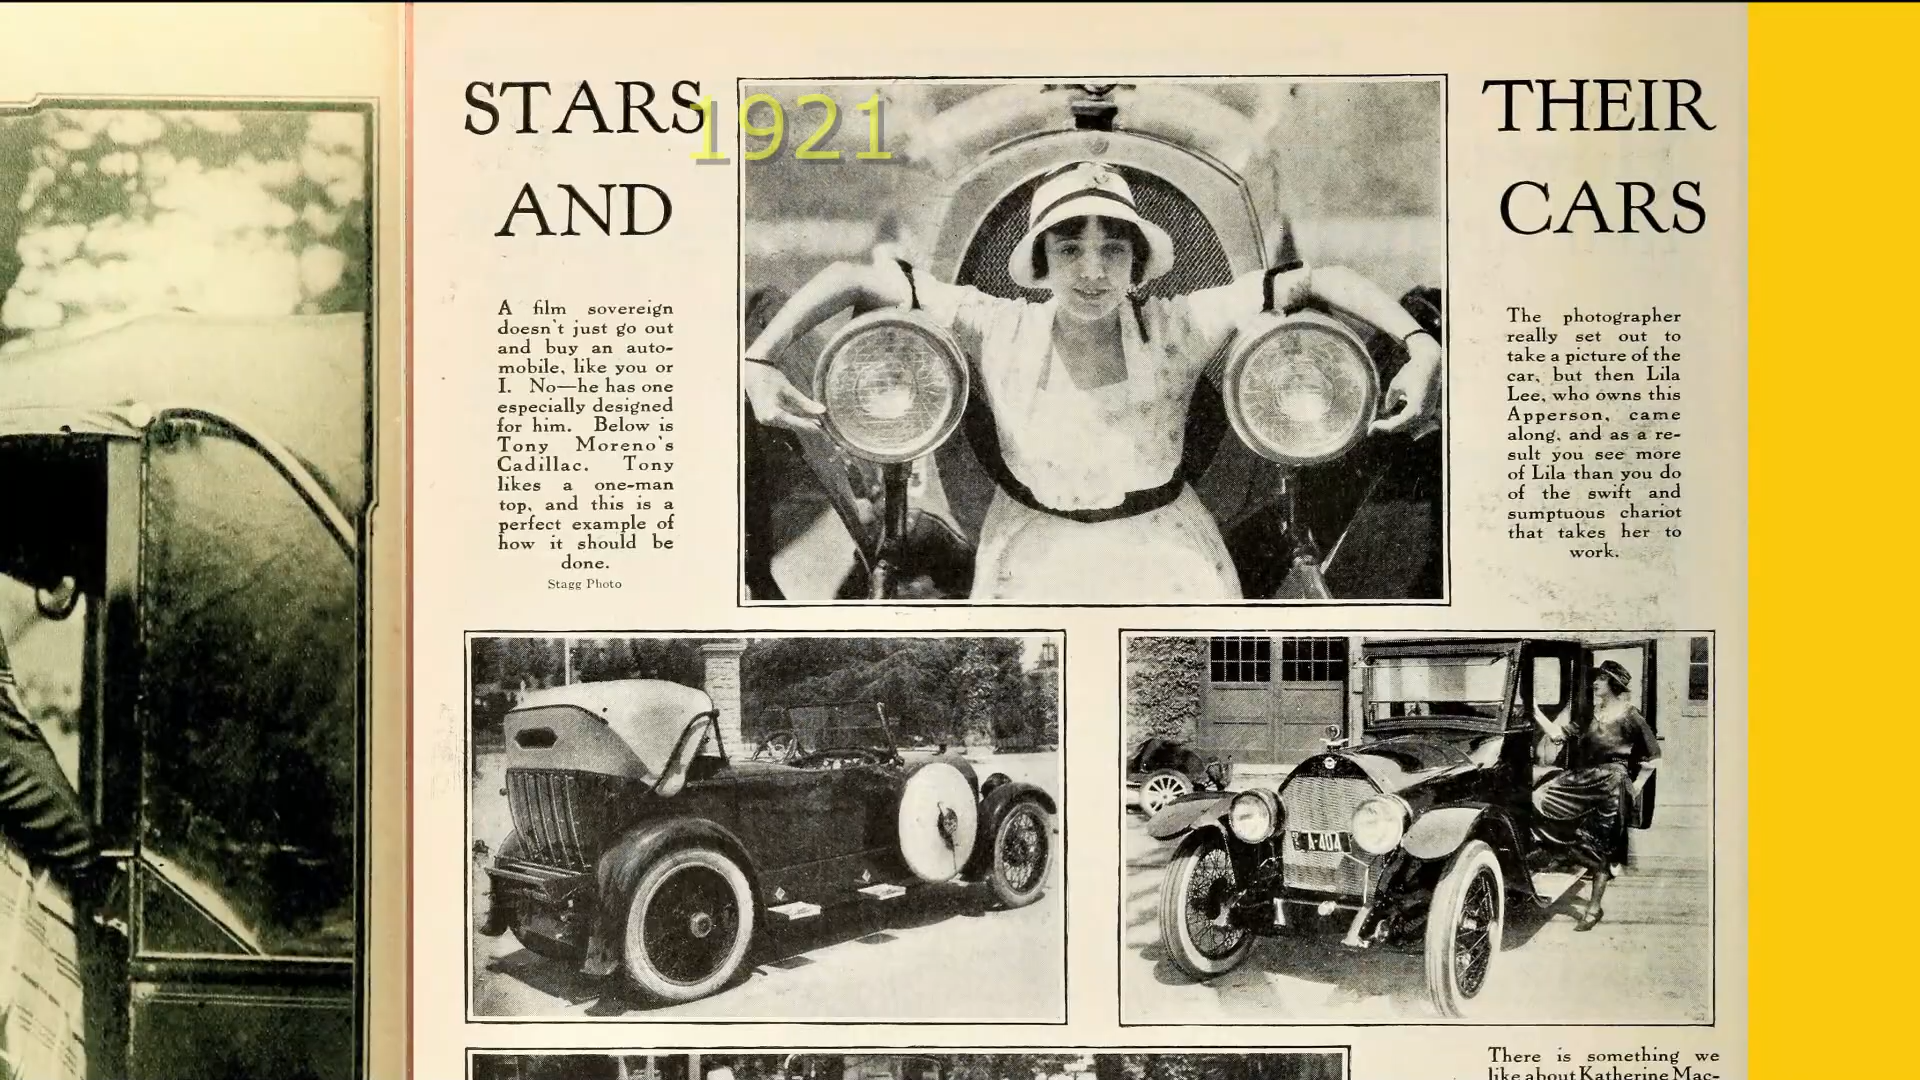 STARS
AND
1921
THEIR
CARS
A film sovereign
doesn't just go out
and buy an auto-
mobile, like you or
I. No—he has one
especially designed
for him. Below is
Tony Moreno's
Cadillac. Tony
likes a one-man
top, and this is a
perfect example of
how it should be
done.
Stagg Photo
The photographer
really set out to
take a picture of the
car, but then Lila
Lee, who owns this
Apperson, came
along, and as a re-
sult you see more
of Lila than you do
of the swift and
sumptuous chariot
that takes her to
work.
A-404
There is something we
like about Katherine Mac-